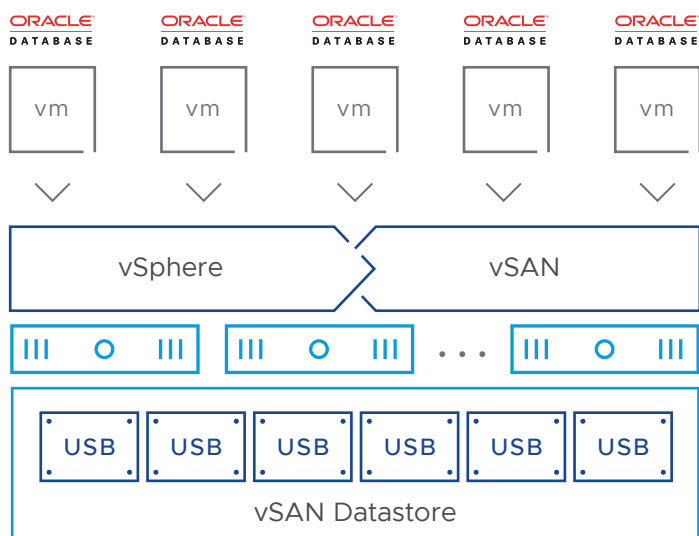 ORACLE ORACLE ORACLE ORACLE ORACLE
DATABASE DATABASE DATABASE DATABASE DATABASE
vm vm vm vm vm
vSphere vSAN
...
USB USB USB USB USB USB
vSAN Datastore